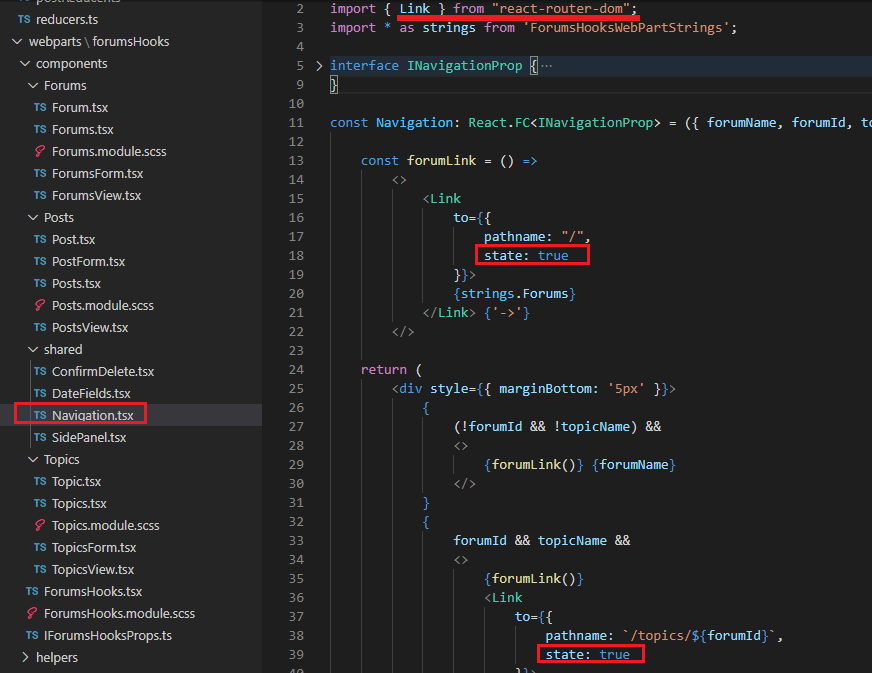 postReducer.ts
TS reducers.ts
webparts \ forumsHooks
components
Forums
TS Forum.tsx
TS Forums.tsx
Forums.module.scss
TS ForumsForm.tsx
TS ForumsView.tsx
Posts
TS Post.tsx
TS PostForm.tsx
TS Posts.tsx
Posts.module.scss
TS PostsView.tsx
shared
TS ConfirmDelete.tsx
TS DateFields.tsx
TS Navigation.tsx
TS SidePanel.tsx
Topics
TS Topic.tsx
TS Topics.tsx
Topics.module.scss
TS TopicsForm.tsx
TS TopicsView.tsx
TS ForumsHooks.tsx
ForumsHooks.module.scss
TS IForumsHooksProps.ts
helpers
2 import { Link } from "react-router-dom";
3 import * as strings from 'ForumsHooksWebPartStrings';
4
5 interface INavigationProp { ...
9 }
10
11 const Navigation: React.FC<INavigationProp> = ({ forumName, forumId, to
12
13 const forumLink = () =>
14 <>
15 <Link
16 to={{
17 pathname: "/",
18 state: true
19 }}>
20 {strings.Forums}
21 </Link> {'->'}
22 </>
23
24 return (
25 <div style={{ marginBottom: '5px' }}>
26 {
27 (!forumId && !topicName) &&
28 <>
29 {forumLink()} {forumName}
30 </>
31 }
32 {
33 forumId && topicName &&
34 <>
35 {forumLink()}
36 <Link
37 to={{
38 pathname: `/topics/${forumId}`,
39 state: true
40 }}>